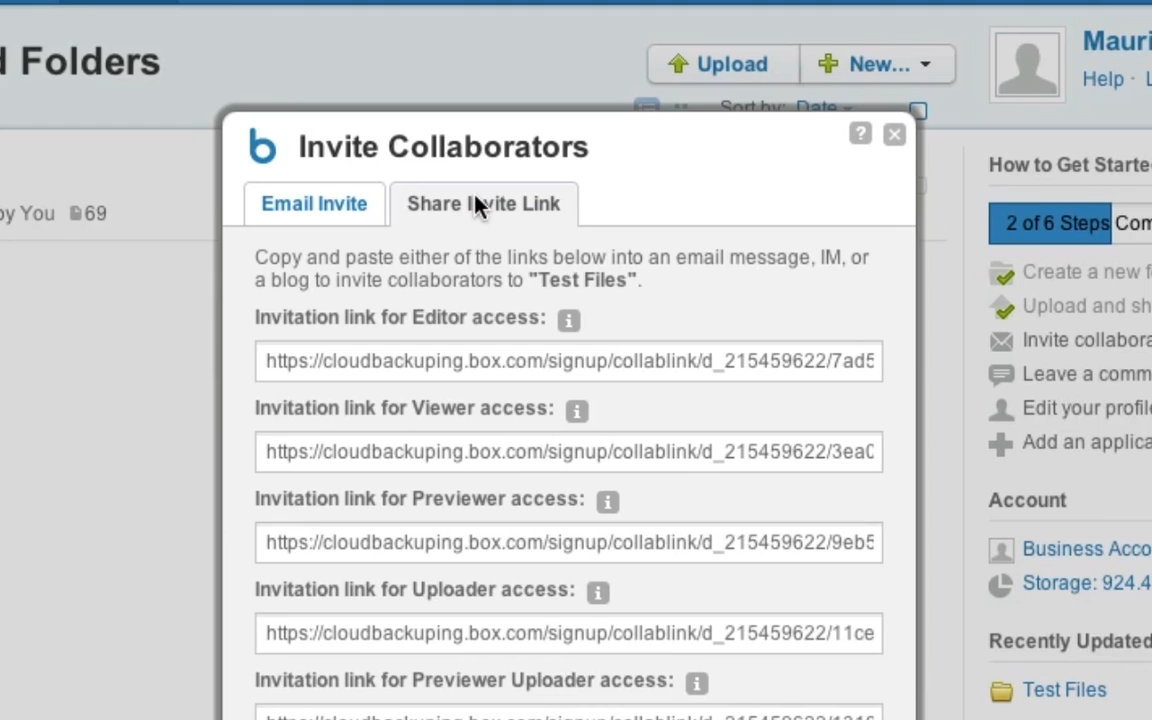 d Folders
Upload
New...
Mauri
Help · L
Sort by: Date
Invite Collaborators
?
Email Invite
Share Invite Link
by You 69
Copy and paste either of the links below into an email message, IM, or
a blog to invite collaborators to "Test Files".
Invitation link for Editor access:
https://cloudbackuping.box.com/signup/collablink/d_215459622/7ad5
Invitation link for Viewer access:
https://cloudbackuping.box.com/signup/collablink/d_215459622/3ea0
Invitation link for Previewer access:
https://cloudbackuping.box.com/signup/collablink/d_215459622/9eb5
Invitation link for Uploader access:
https://cloudbackuping.box.com/signup/collablink/d_215459622/11ce
Invitation link for Previewer Uploader access:
How to Get Starte
2 of 6 Steps Com
Create a new f
Upload and sh
Invite collabora
Leave a comm
Edit your profile
Add an applica
Account
Business Acco
Storage: 924.4
Recently Updated
Test Files